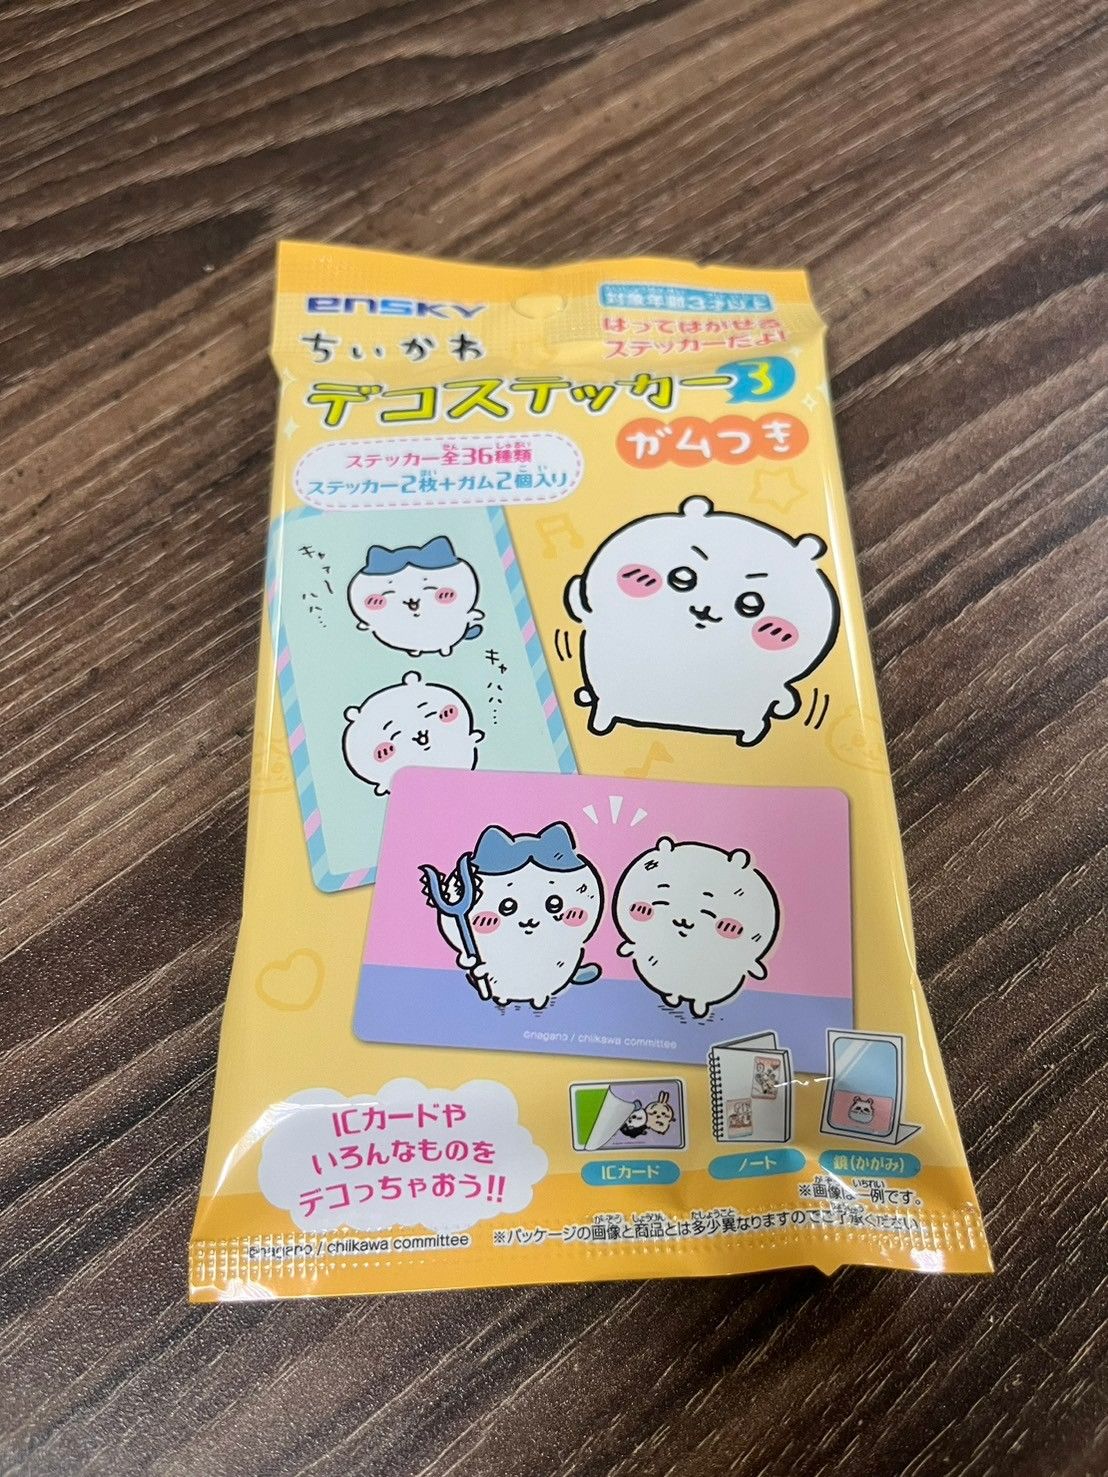 ensky
対象年齢3才以上
はってはがせる
ステッカーだよ!
ちいかわ
デコステッカー3
ガムつき
ステッカー全36種類
ステッカー2枚+ガム2個入り
キャァー
ハハ…
キャ
ハハ…
©nagano / chiikawa committee
ICカードや
いろんなものを
デコっちゃおう!!
ICカード
ノート
鏡(かがみ)
※画像は一例です。
©nagano / chiikawa committee
※パッケージの画像と商品とは多少異なりますのでご了承ください